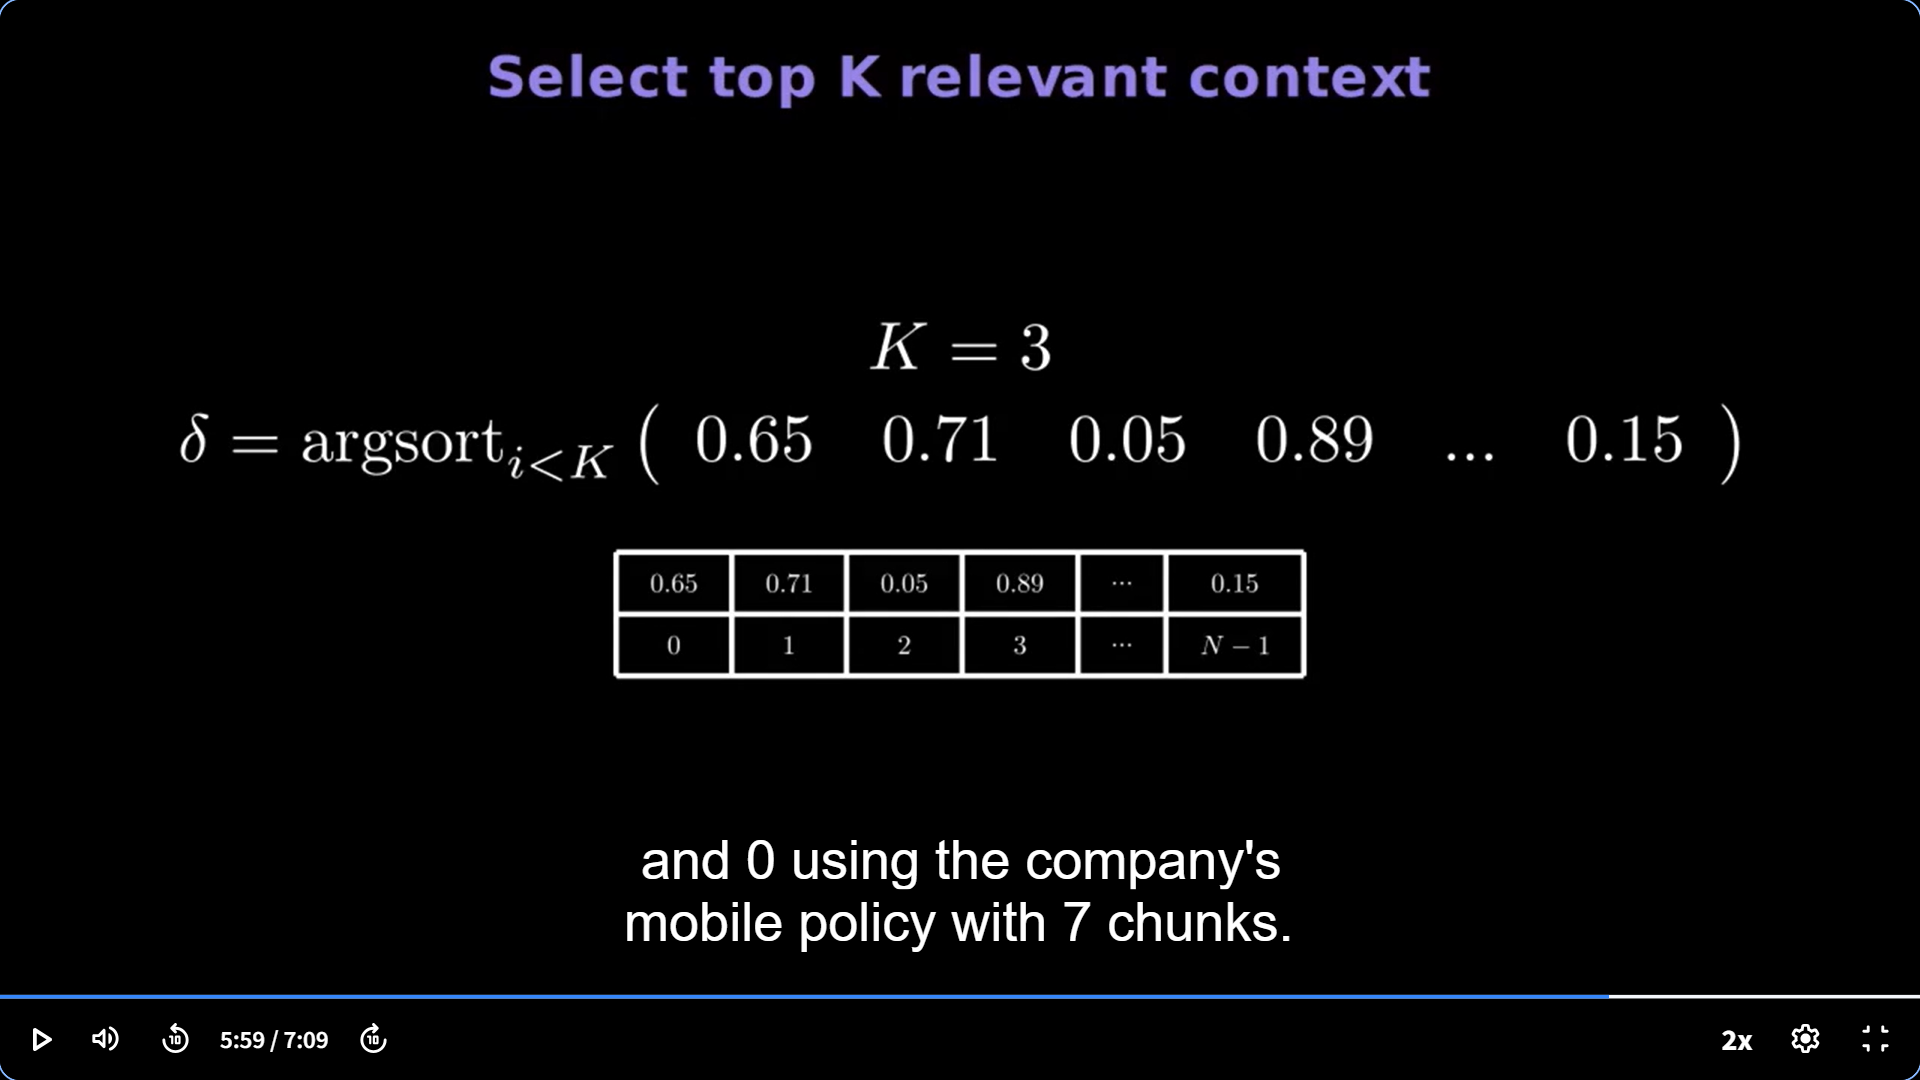 Select top K relevant context
K = 3
δ = argsort_{i<K} ( 0.65 0.71 0.05 0.89 ... 0.15 )
0.65 0.71 0.05 0.89 ... 0.15
0 1 2 3 ... N − 1
and 0 using the company's
mobile policy with 7 chunks.
10 5:59 / 7:09 10 2x